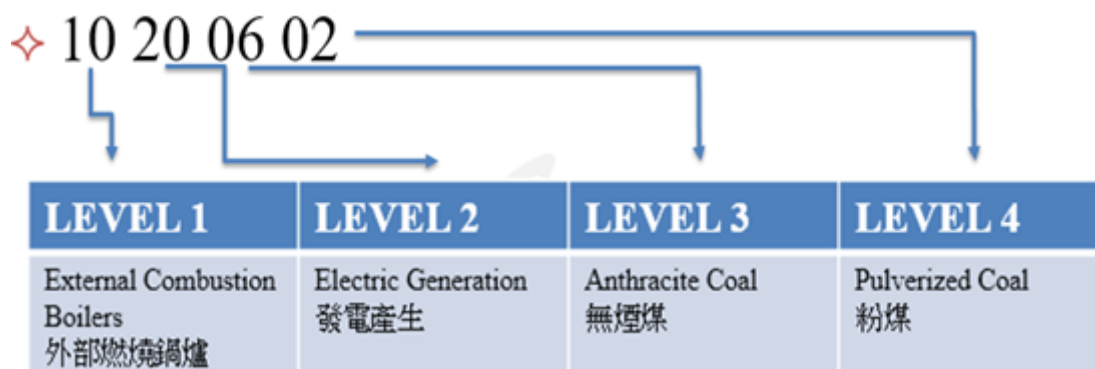 10 20 06 02
LEVEL 1
LEVEL 2
LEVEL 3
LEVEL 4
External Combustion
Boilers
外部燃燒鍋爐
Electric Generation
發電產生
Anthracite Coal
無煙煤
Pulverized Coal
粉煤